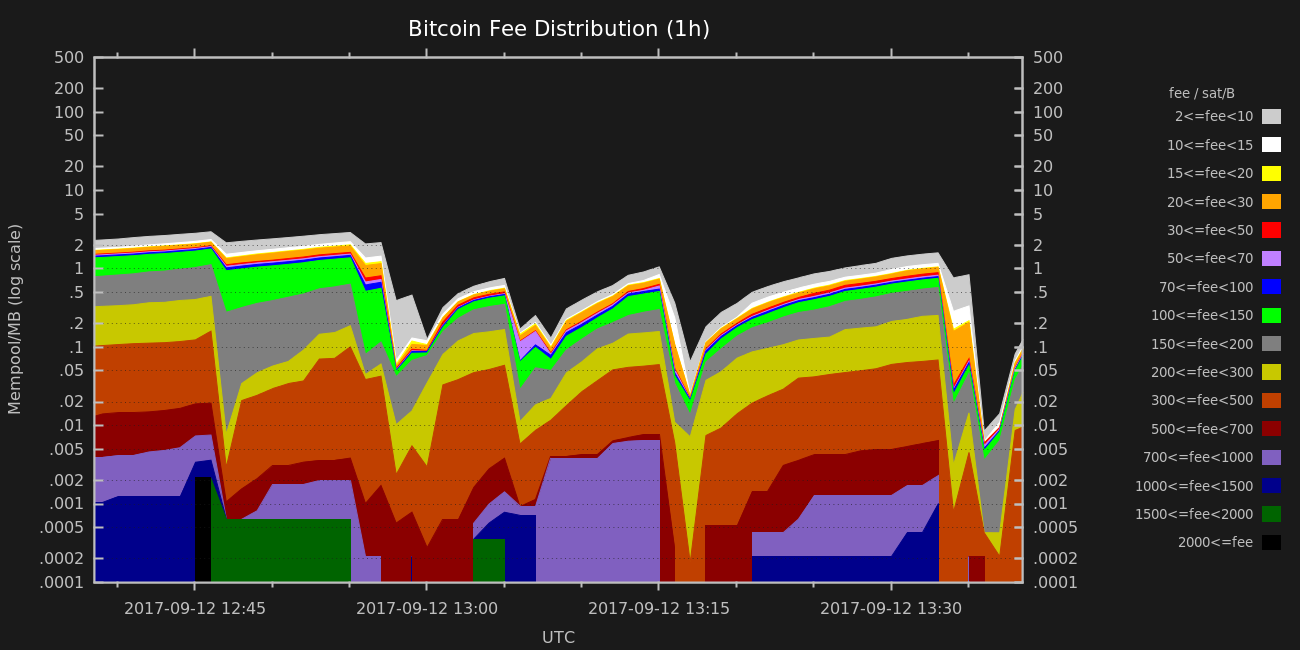 Bitcoin Fee Distribution (1h)
Mempool/MB (log scale)
500
200
100
50
20
10
5
2
1
.5
.2
.1
.05
.02
.01
.005
.002
.001
.0005
.0002
.0001
500
200
100
50
20
10
5
2
1
.5
.2
.1
.05
.02
.01
.005
.002
.001
.0005
.0002
.0001
2017-09-12 12:45 2017-09-12 13:00 2017-09-12 13:15 2017-09-12 13:30
UTC
fee / sat/B
2<=fee<10
10<=fee<15
15<=fee<20
20<=fee<30
30<=fee<50
50<=fee<70
70<=fee<100
100<=fee<150
150<=fee<200
200<=fee<300
300<=fee<500
500<=fee<700
700<=fee<1000
1000<=fee<1500
1500<=fee<2000
2000<=fee